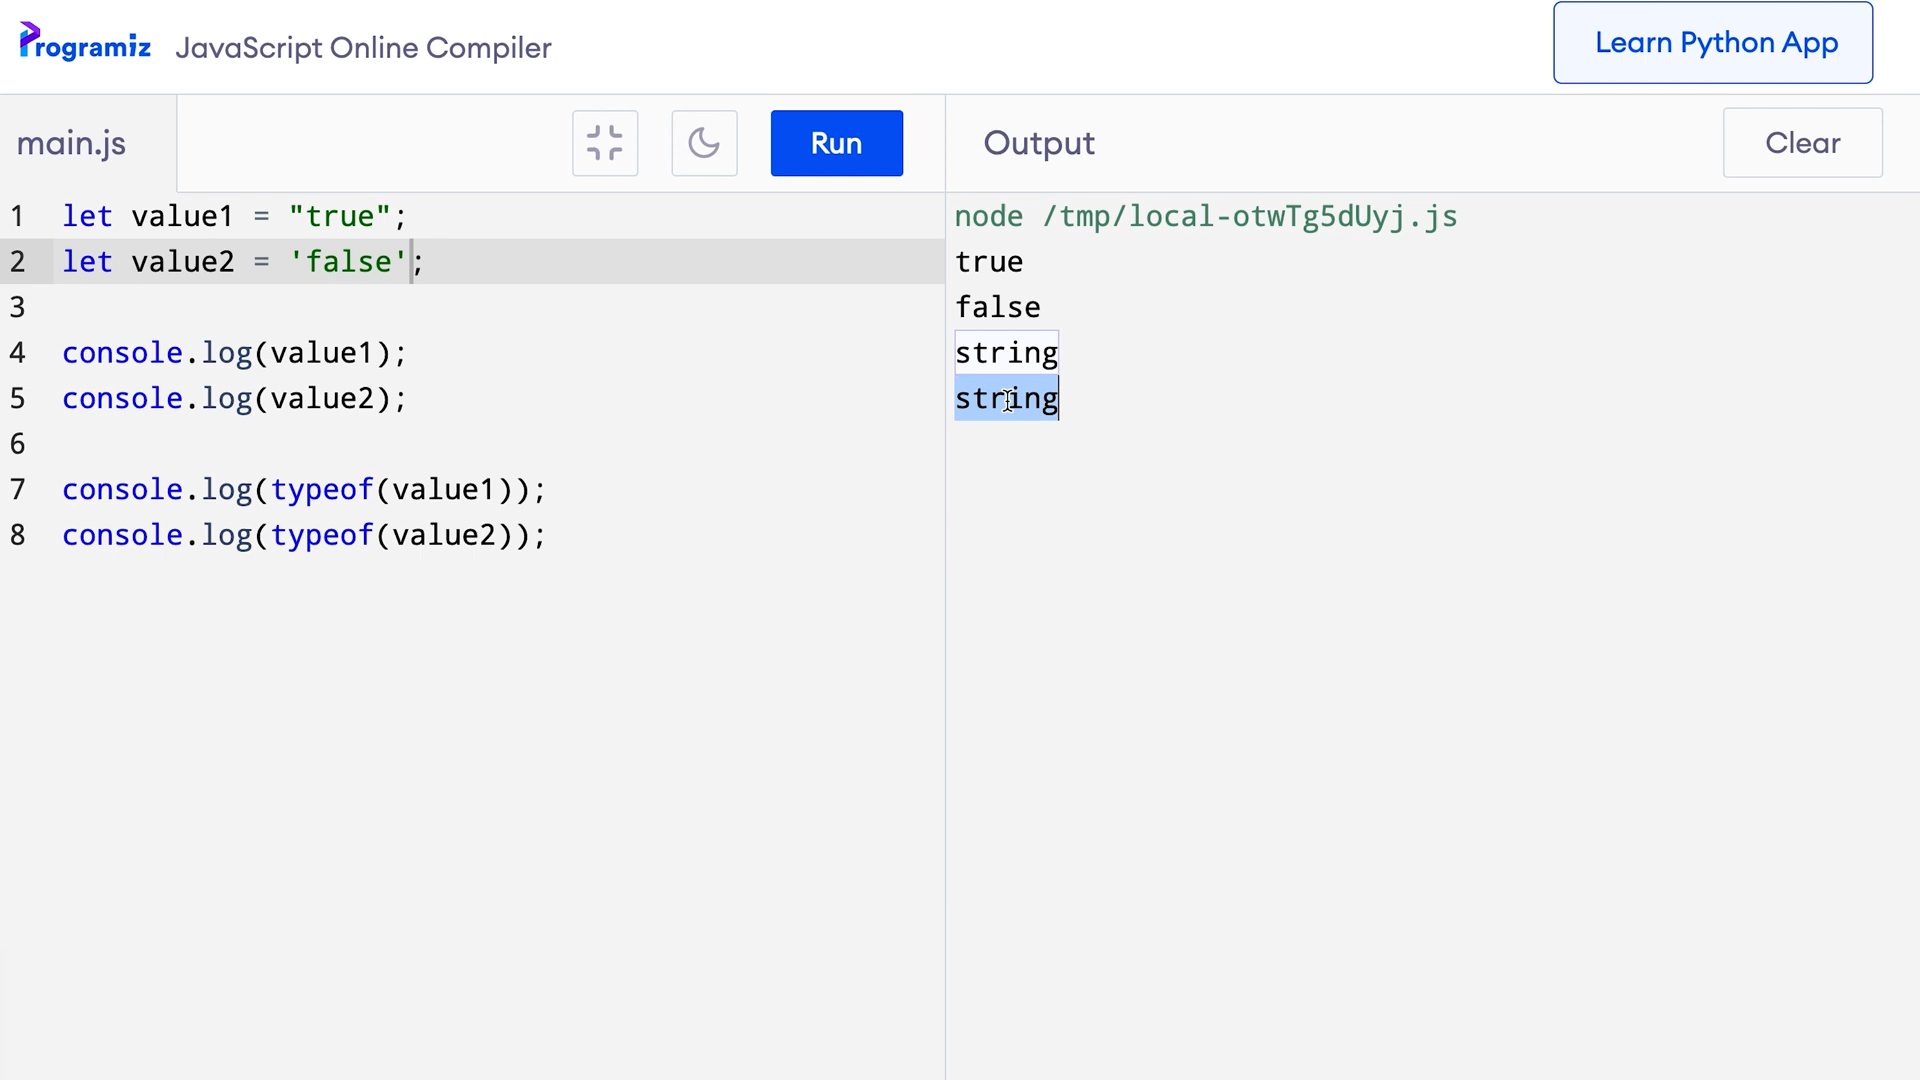 Programiz JavaScript Online Compiler
Learn Python App
main.js
Run
Output
Clear
1 let value1 = "true";
2 let value2 = 'false';
3
4 console.log(value1);
5 console.log(value2);
6
7 console.log(typeof(value1));
8 console.log(typeof(value2));
node /tmp/local-otwTg5dUyj.js
true
false
string
string